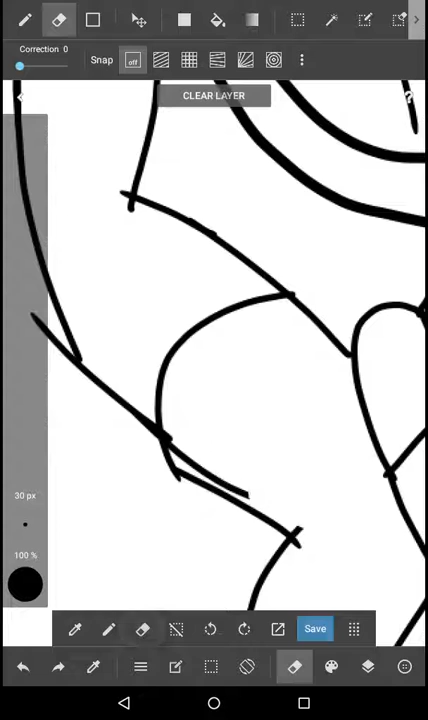 Correction 0
Snap
off
CLEAR LAYER
?
30 px
100 %
Save